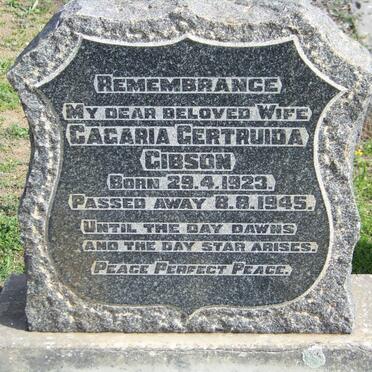 REMEMBRANCE
MY DEAR BELOVED WIFE
CACARIA GERTRUIDA
GIBSON
BORN 29.4.1923.
PASSED AWAY 8.8.1945.
UNTIL THE DAY DAWNS
AND THE DAY STAR ARISES.
PEACE PERFECT PEACE.